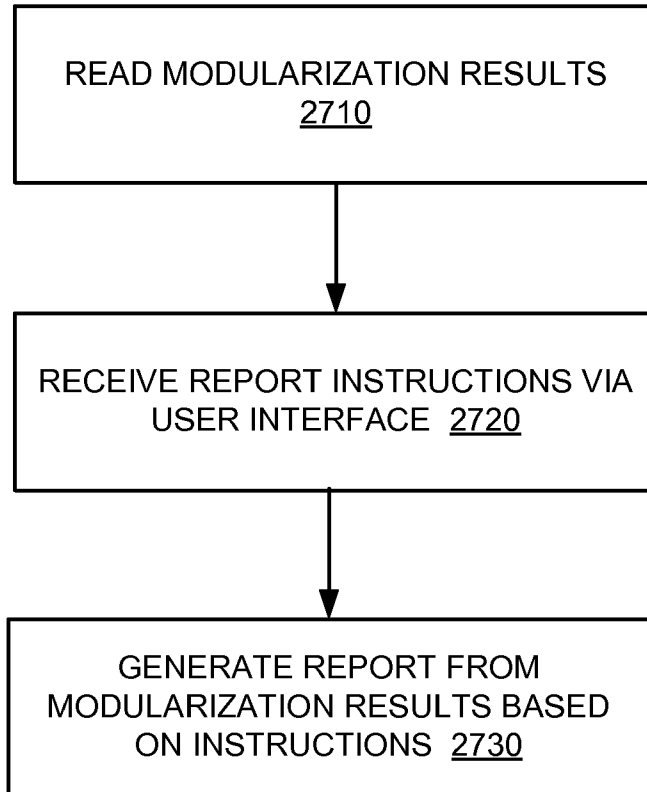 READ MODULARIZATION RESULTS
2710
RECEIVE REPORT INSTRUCTIONS VIA
USER INTERFACE 2720
GENERATE REPORT FROM
MODULARIZATION RESULTS BASED
ON INSTRUCTIONS 2730